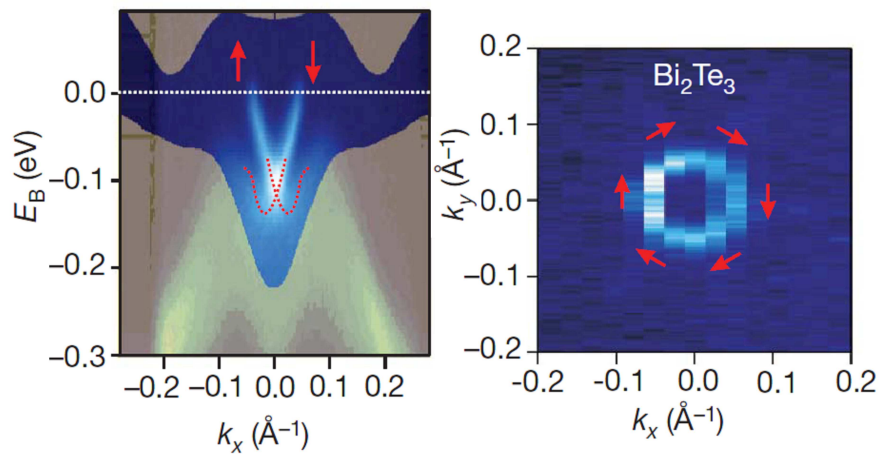 0.0
−0.1
−0.2
−0.3
E_B (eV)
−0.2 −0.1 0.0 0.1 0.2
k_x (Å⁻¹)
Bi₂Te₃
0.2
0.1
0.0
−0.1
−0.2
k_y (Å⁻¹)
-0.2 -0.1 0.0 0.1 0.2
k_x (Å⁻¹)